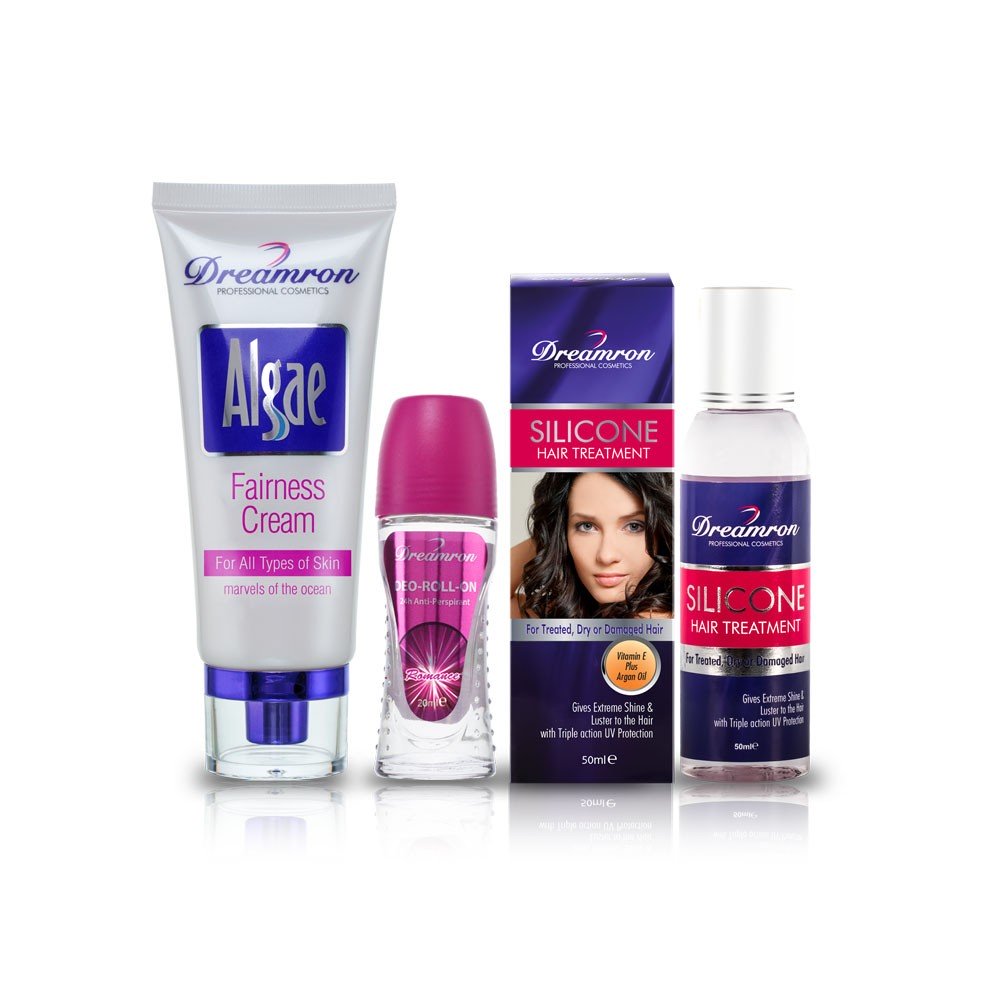 Dreamron
PROFESSIONAL COSMETICS
Algae
Fairness
Cream
For All Types of Skin
marvels of the ocean
Dreamron
DEO-ROLL-ON
24h Anti-Perspirant
Romance
20ml e
Dreamron
PROFESSIONAL COSMETICS
SILICONE
HAIR TREATMENT
For Treated, Dry or Damaged Hair
Vitamin E
Plus
Argan Oil
Gives Extreme Shine &
Luster to the Hair
with Triple action UV Protection
50ml e
Dreamron
PROFESSIONAL COSMETICS
SILICONE
HAIR TREATMENT
For Treated, Dry or Damaged Hair
Gives Extreme Shine &
Luster to the Hair
with Triple action UV Protection
50ml e